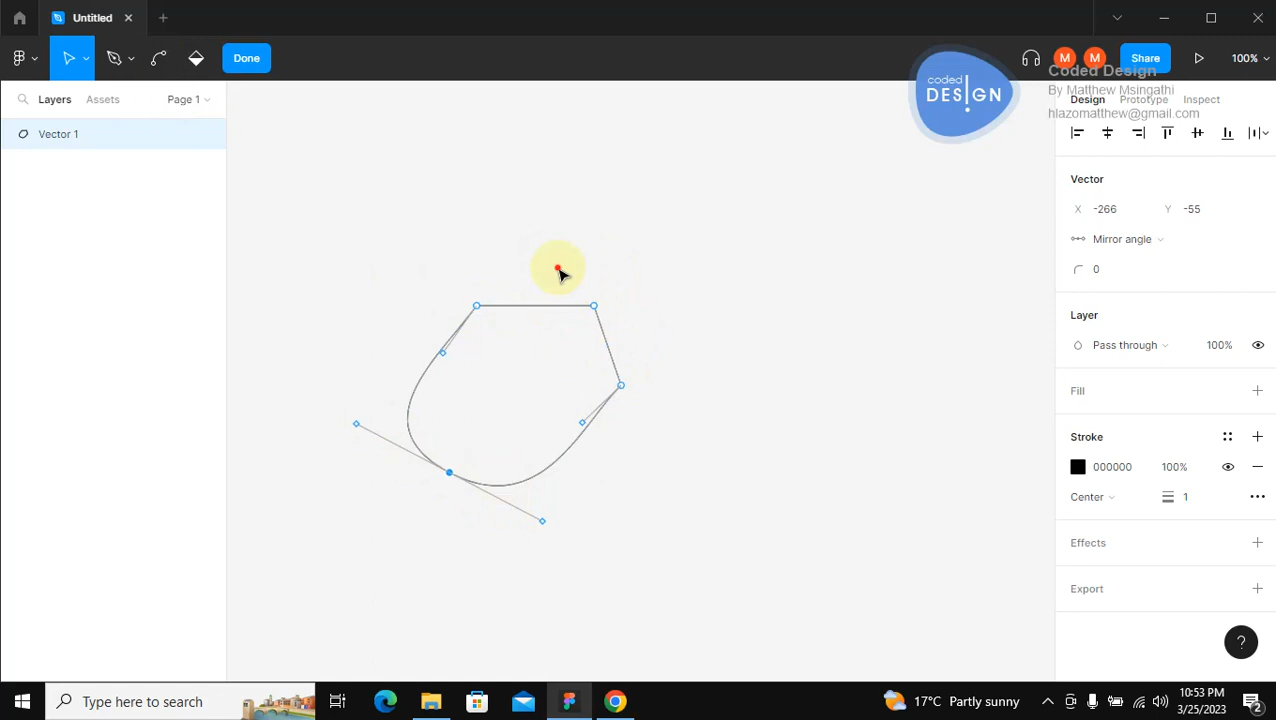 Untitled
Done
M
M
Share
100%
Layers
Assets
Page 1
coded
DESIGN
Coded Design
By Matthew Msingathi
hlazomatthew@gmail.com
Design
Prototype
Inspect
Vector 1
Vector
X -266
Y -55
Mirror angle
0
Layer
Pass through
100%
Fill
Stroke
000000
100%
Center
1
Effects
Export
?
Type here to search
17°C Partly sunny
10:53 PM
3/25/2023
2